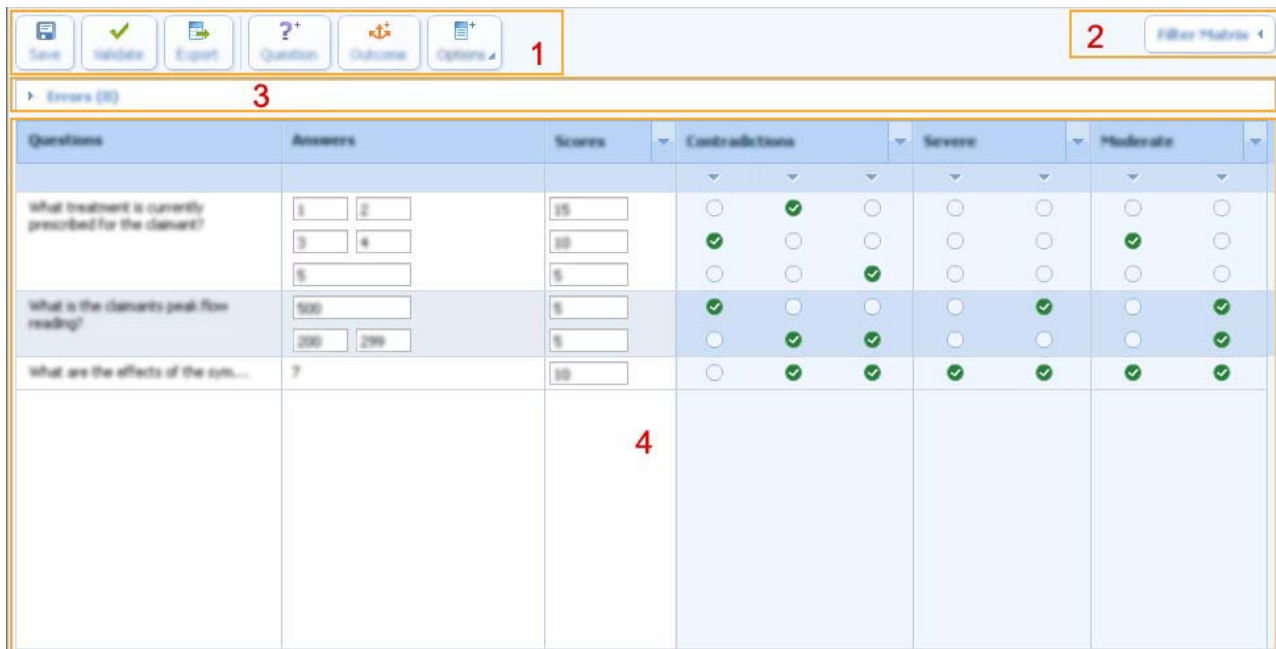 Save Validate Export Question Outcome Options 1 2 Filter Matrix
Errors (0) 3
Questions Answers Scores Contradictions Severe Moderate
What treatment is currently 1 2 15
prescribed for the claimant?
3 4 10
5 5
What is the claimants peak flow 500 5
reading?
200 299 5
What are the effects of the sym.... 7 10
4